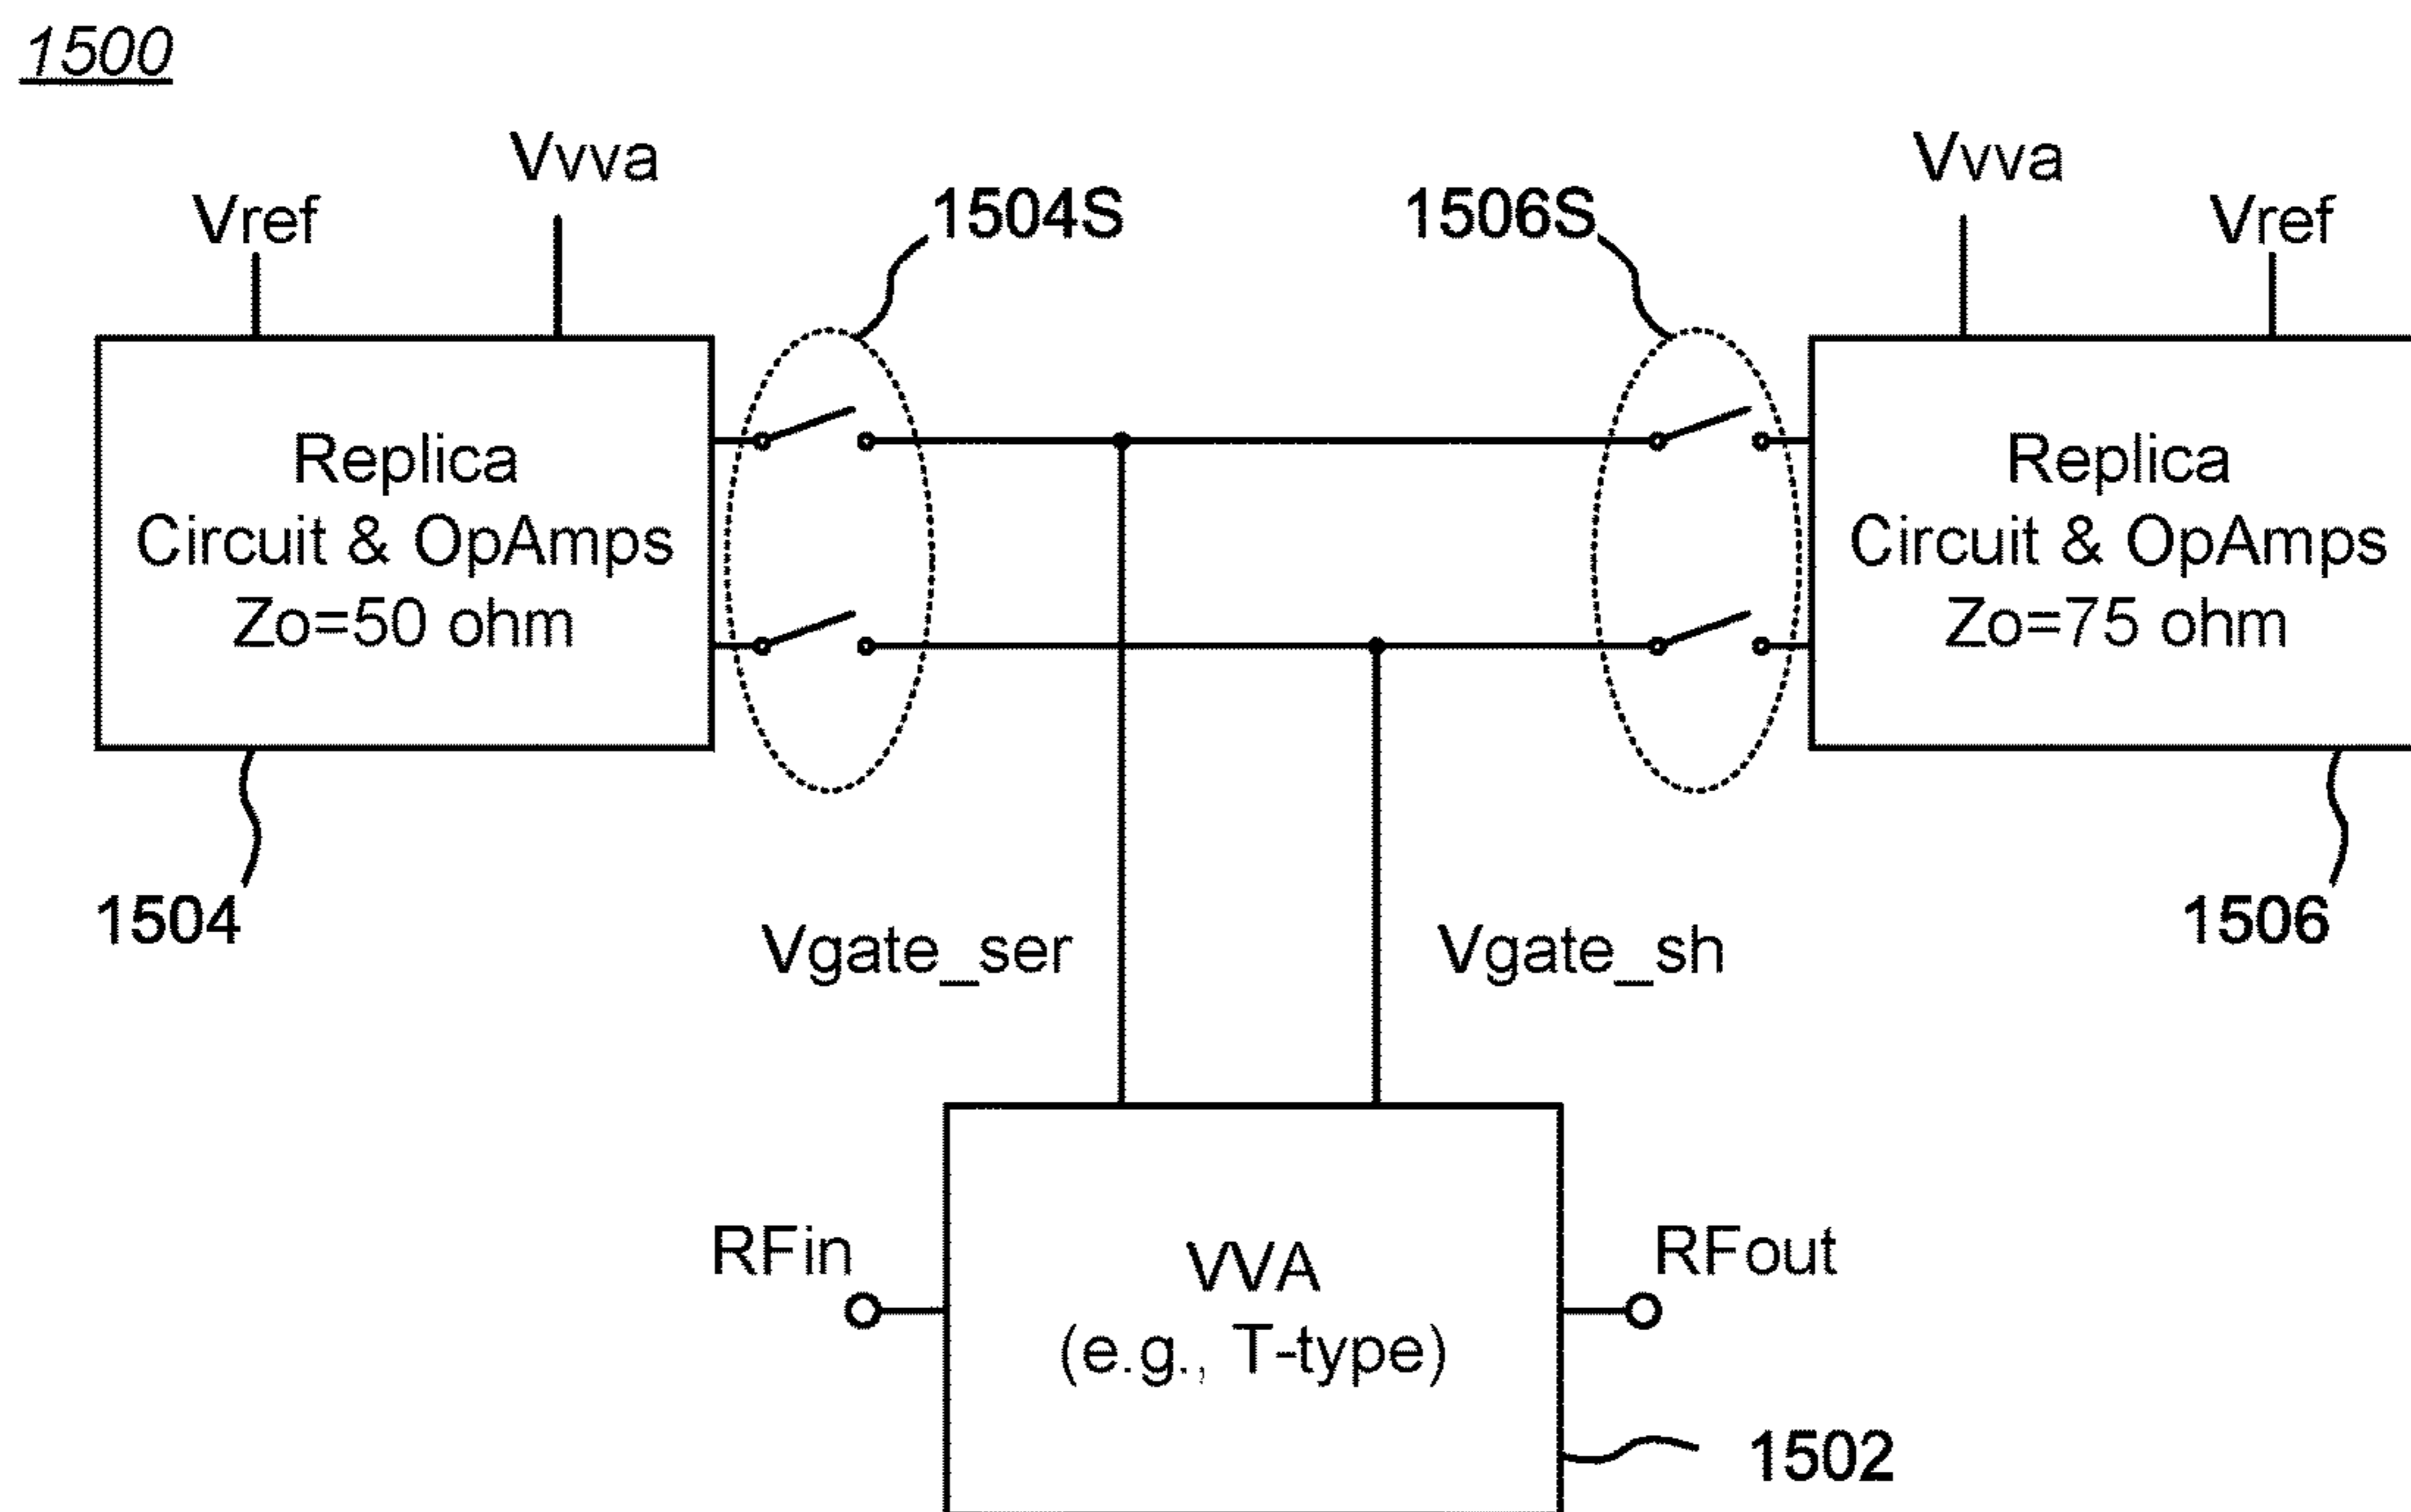 1500
Vvva
Vref
1504S
1506S
Vvva
Vref
Replica
Circuit & OpAmps
Zo=50 ohm
Replica
Circuit & OpAmps
Zo=75 ohm
1504
Vgate_ser
Vgate_sh
1506
RFin
VVA
(e.g., T-type)
RFout
1502